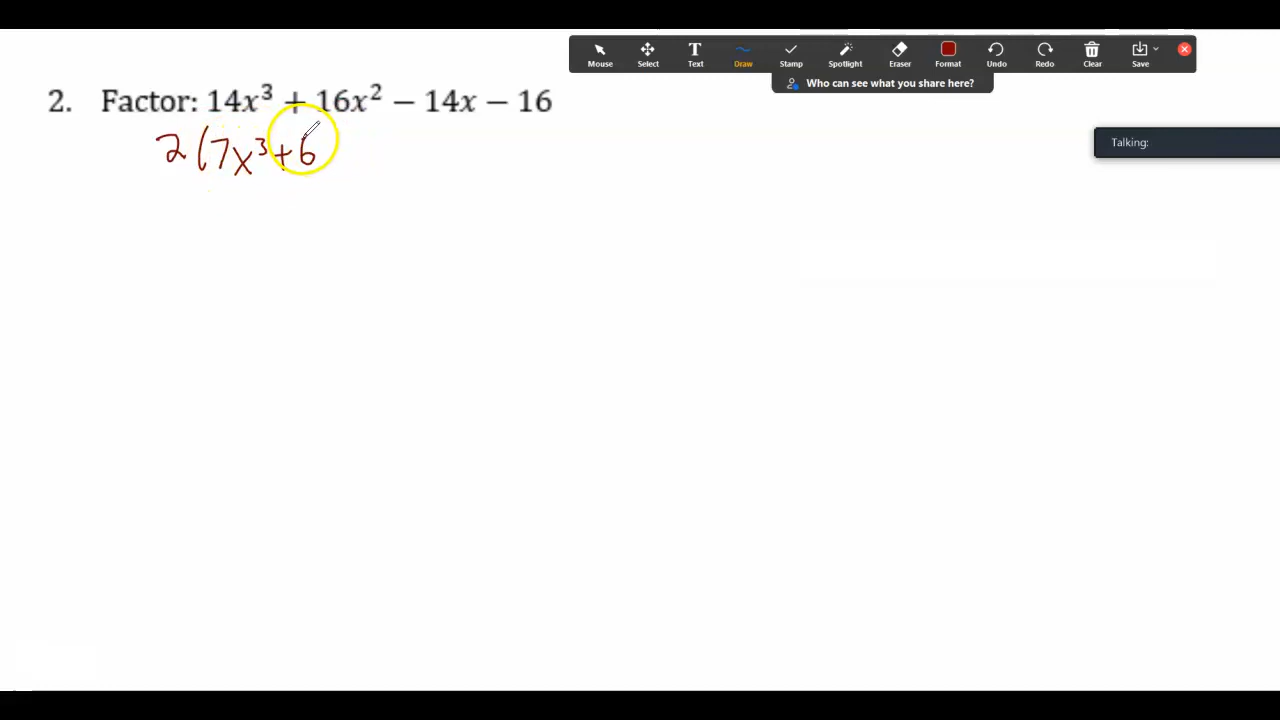 Mouse Select Text Draw Stamp Spotlight Eraser Format Undo Redo Clear Save
Who can see what you share here?
2. Factor: 14x³ + 16x² − 14x − 16
2(7x³+6
Talking: